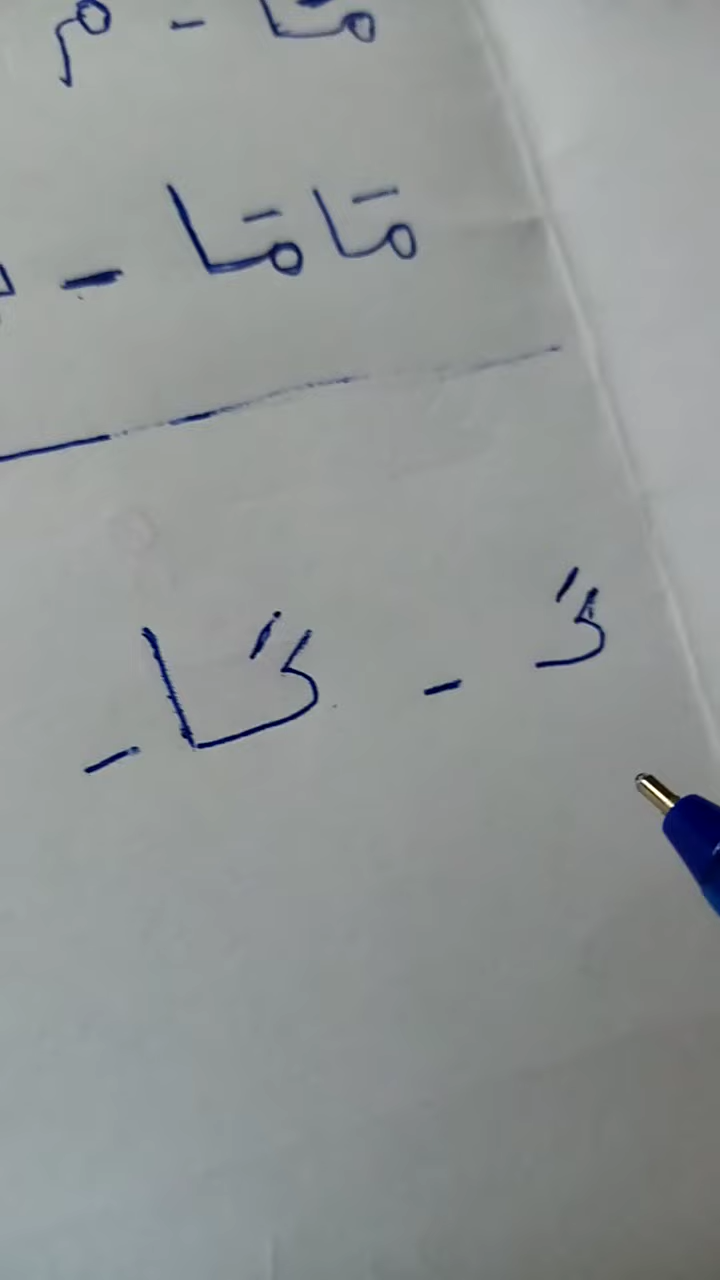 مَا - م
مَامَا -
كَـ - كَا -